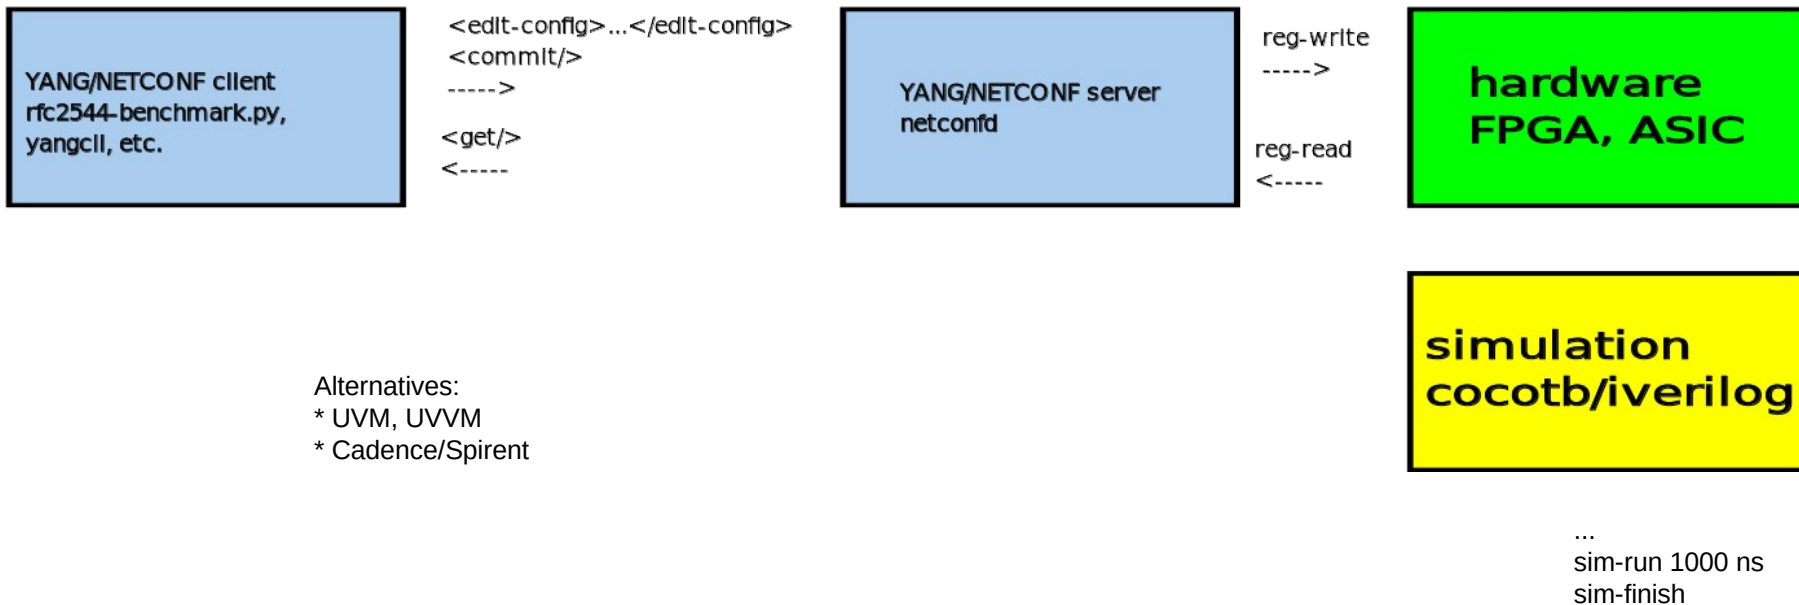 YANG/NETCONF client
rfc2544-benchmark.py,
yangcli, etc.
<edit-config>...</edit-config>
<commit/>
----->
<get/>
<-----
YANG/NETCONF server
netconfd
reg-write
----->
reg-read
<-----
hardware
FPGA, ASIC
simulation
cocotb/iverilog
Alternatives:
* UVM, UVVM
* Cadence/Spirent
...
sim-run 1000 ns
sim-finish